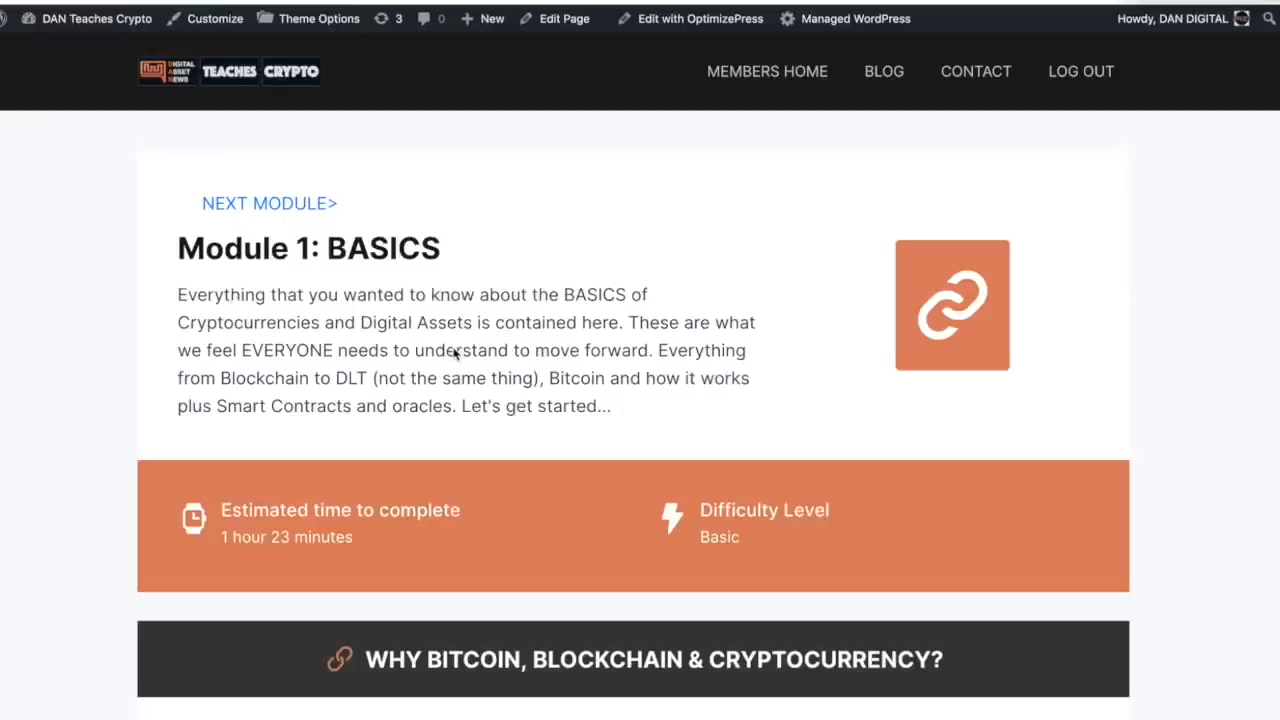 DAN Teaches Crypto Customize Theme Options 3 0 New Edit Page Edit with OptimizePress Managed WordPress Howdy, DAN DIGITAL
DIGITAL ASSET NEWS TEACHES CRYPTO MEMBERS HOME BLOG CONTACT LOG OUT
NEXT MODULE>
Module 1: BASICS
Everything that you wanted to know about the BASICS of
Cryptocurrencies and Digital Assets is contained here. These are what
we feel EVERYONE needs to understand to move forward. Everything
from Blockchain to DLT (not the same thing), Bitcoin and how it works
plus Smart Contracts and oracles. Let's get started...
Estimated time to complete
1 hour 23 minutes
Difficulty Level
Basic
WHY BITCOIN, BLOCKCHAIN & CRYPTOCURRENCY?